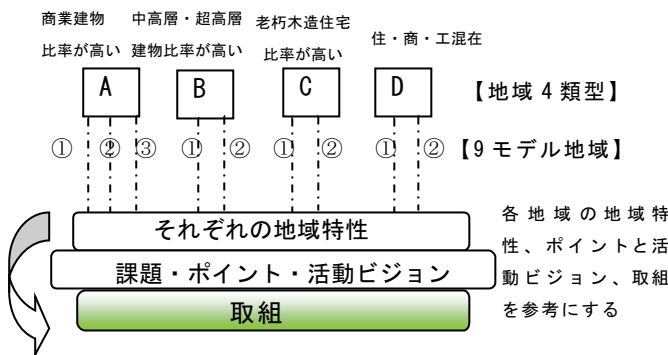 商業建物
比率が高い
中高層・超高層
建物比率が高い
老朽木造住宅
比率が高い
住・商・工混在
A
B
C
D
【地域4類型】
① ② ③ ① ② ① ② ① ② 【9モデル地域】
それぞれの地域特性
課題・ポイント・活動ビジョン
取組
各地域の地域特
性、ポイントと活
動ビジョン、取組
を参考にする